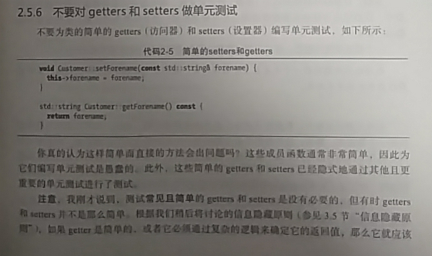 2.5.6 不要对 getters 和 setters 做单元测试
不要为类的简单的 getters（访问器）和 setters（设置器）编写单元测试，如下所示：
代码2-5 简单的setters和getters
void Customer::setForename(const std::string& forename) {
this->forename = forename;
}
std::string Customer::getForename() const {
return forename;
}
你真的认为这样简单而直接的方法会出问题吗？这些成员函数通常非常简单，因此为
它们编写单元测试是愚蠢的。此外，这些简单的 getters 和 setters 已经隐式地通过其他且更
重要的单元测试进行了测试。
注意，我刚才说到，测试常见且简单的 getters 和 setters 是没有必要的，但有时 getters
和 setters 并不是那么简单。根据我们稍后将讨论的信息隐藏原则（参见 3.5 节“信息隐藏原
则”），如果 getter 是简单的，或者它必须通过复杂的逻辑来确定它的返回值，那么它就应该